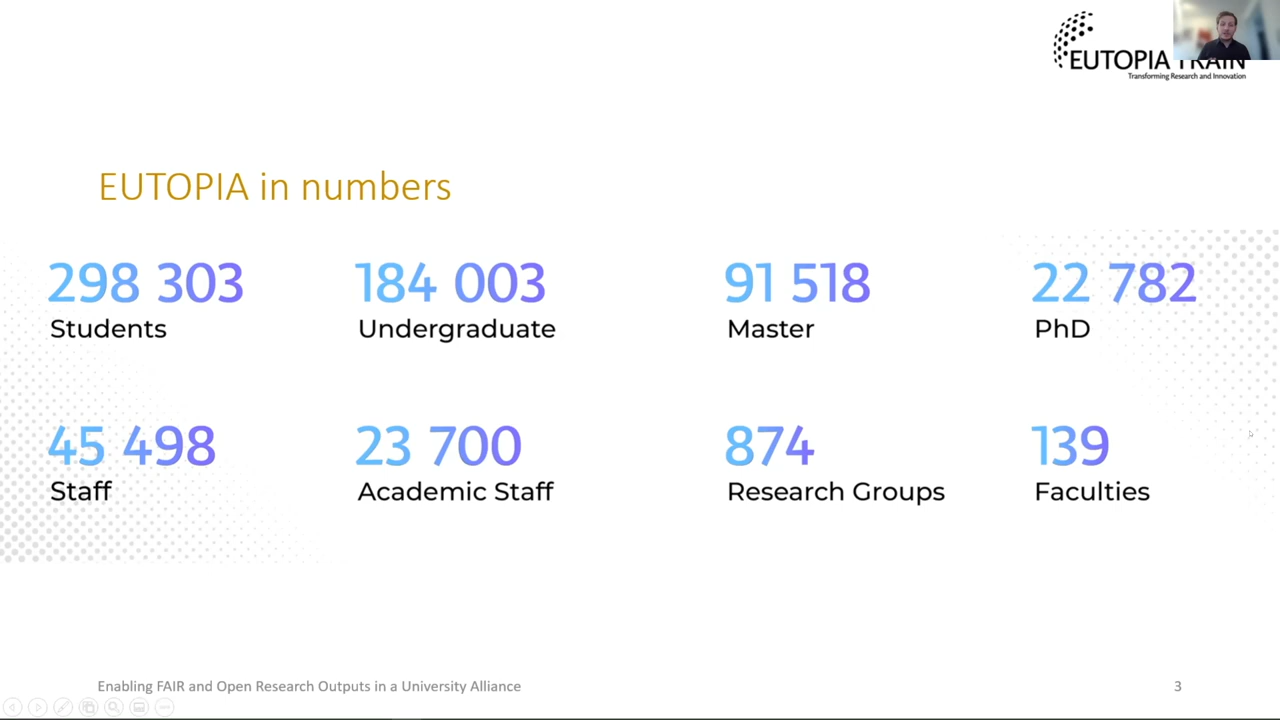 EUTOPIA TRAIN
Transforming Research and Innovation
EUTOPIA in numbers
298 303
Students
184 003
Undergraduate
91 518
Master
22 782
PhD
45 498
Staff
23 700
Academic Staff
874
Research Groups
139
Faculties
Enabling FAIR and Open Research Outputs in a University Alliance
3